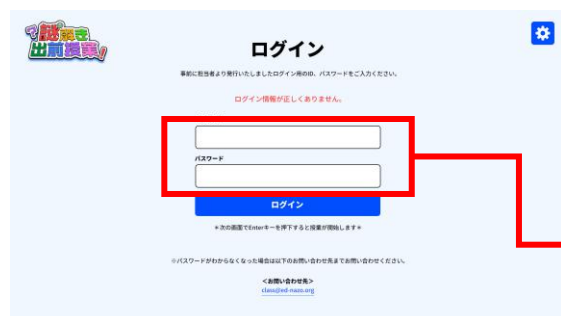 謎解き
出前授業!
ログイン
事前に担当者より発行いたしましたログイン用のID、パスワードをご入力ください。
ログイン情報が正しくありません。
パスワード
ログイン
*次の画面でEnterキーを押下すると授業が開始します*
※パスワードがわからなくなった場合は以下のお問い合わせ先までお問い合わせください。
<お問い合わせ先>
class@ed-nazo.org